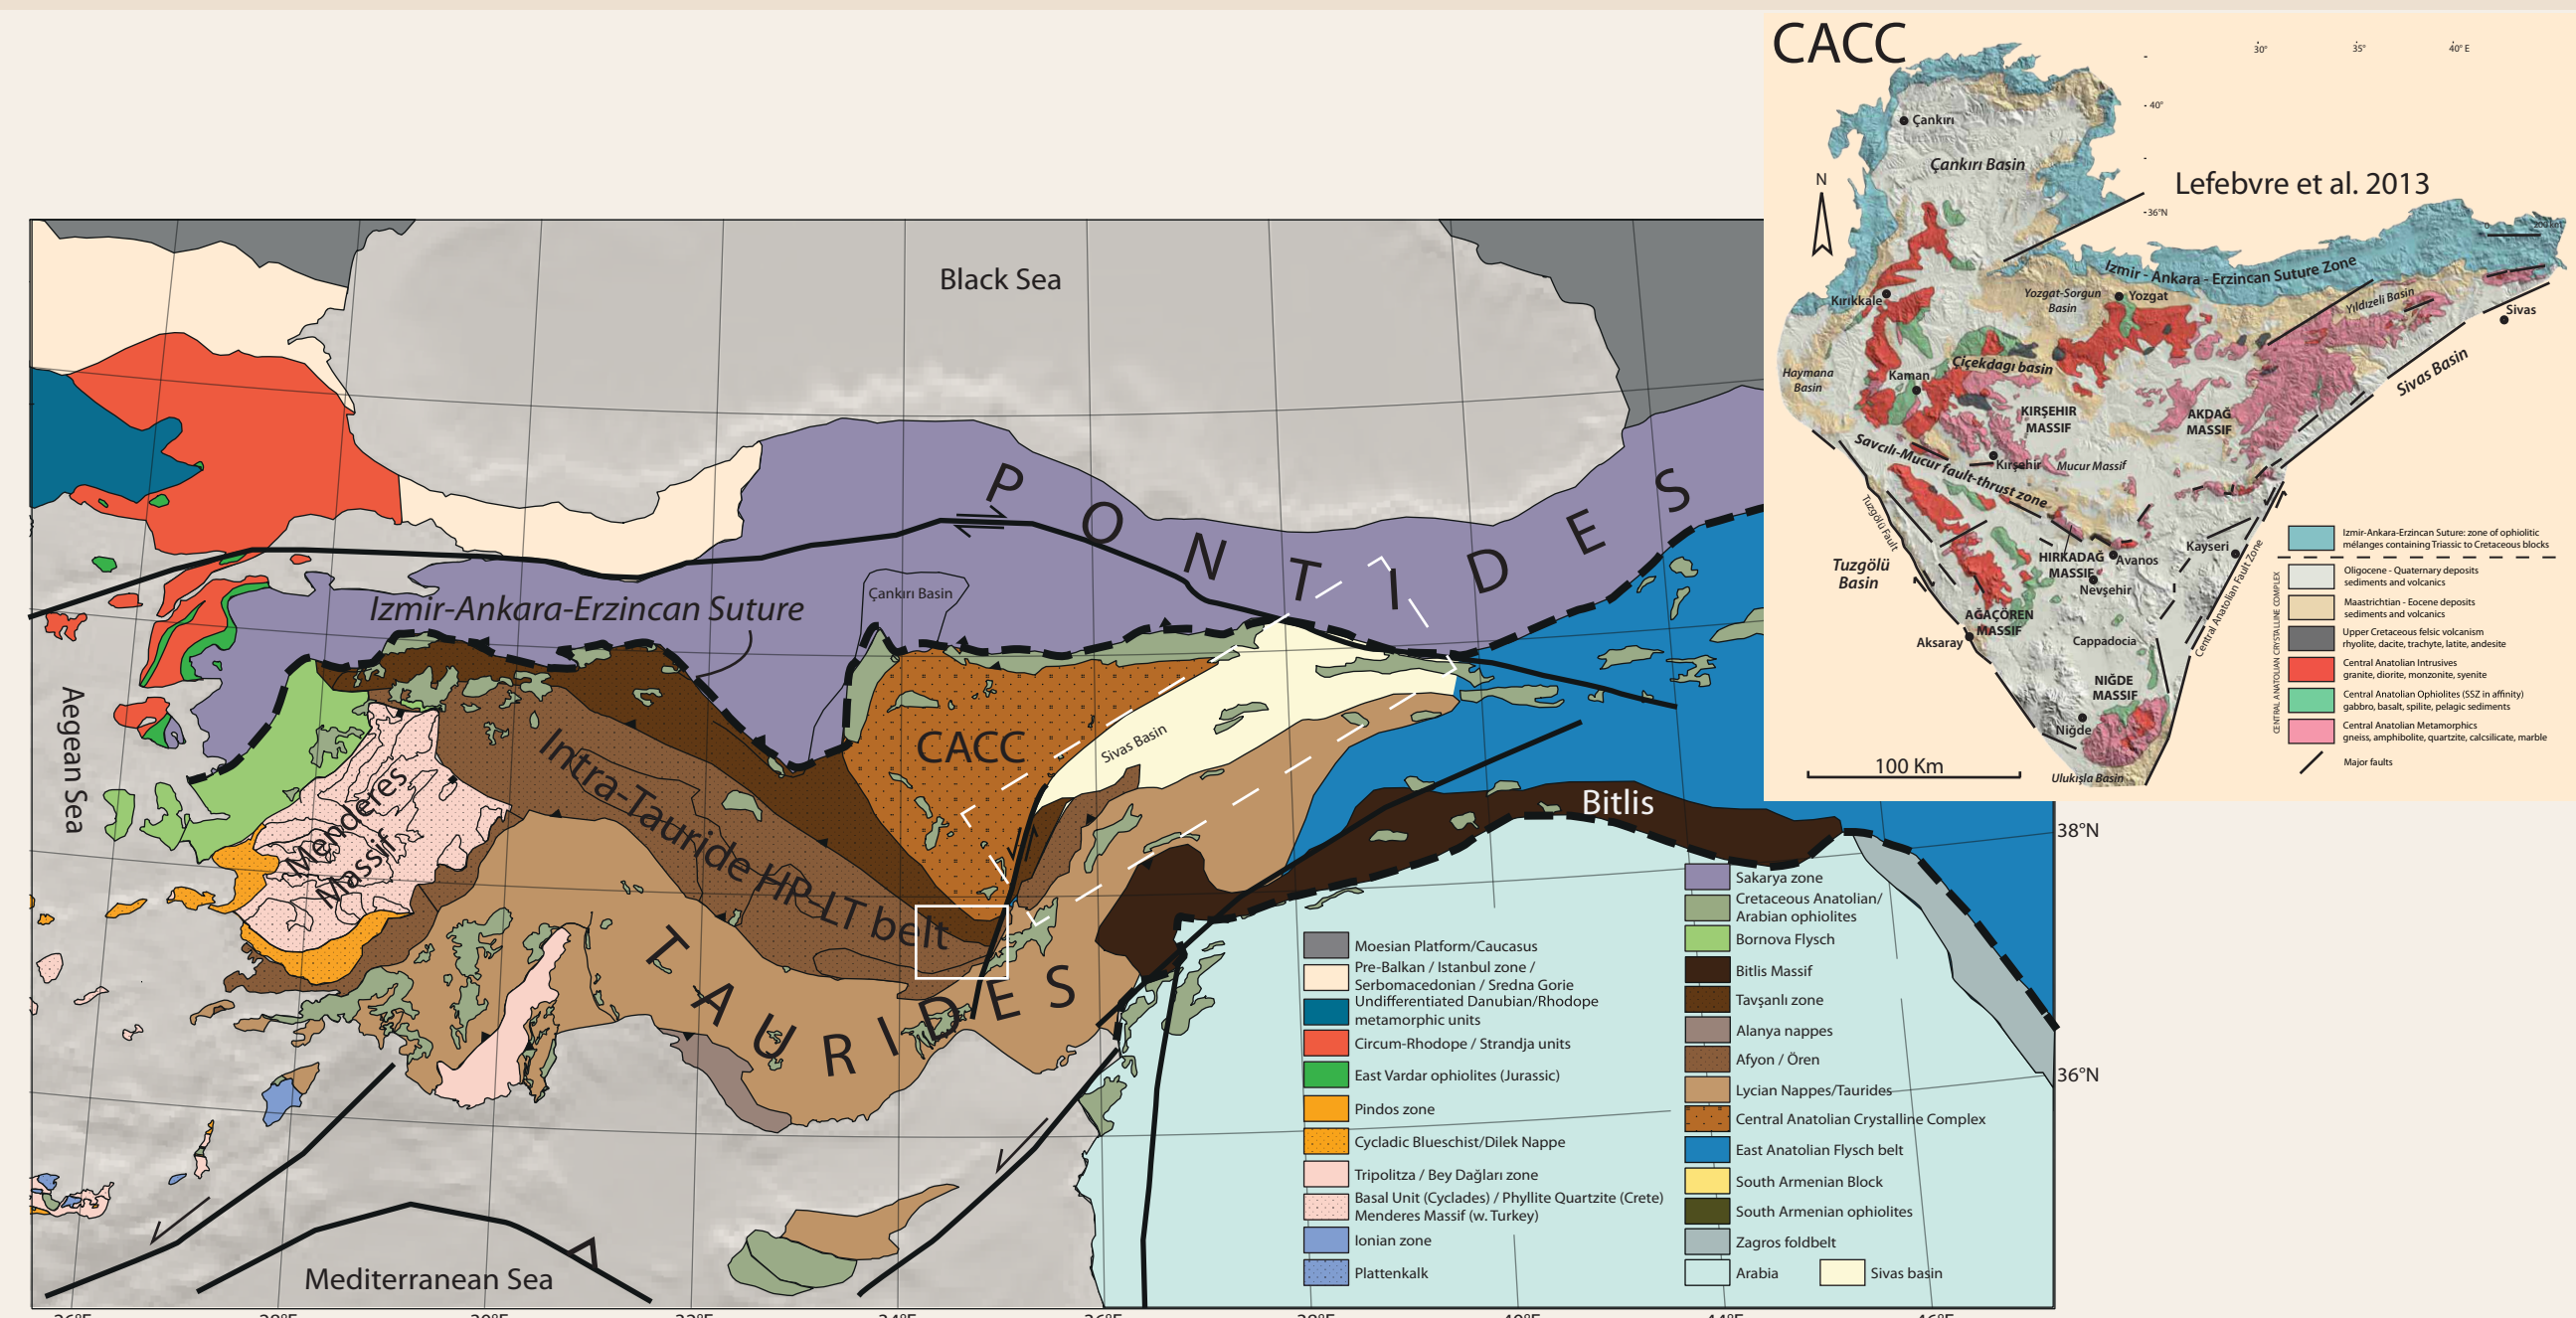 CACC
Lefebvre et al. 2013
30°
35°
40° E
40°
36°N
N
Çankırı
Çankırı Basin
Izmir - Ankara - Erzincan Suture Zone
Kırıkkale
Yozgat-Sorgun
Basin
Yozgat
Yıldızeli Basin
Sivas
Sivas Basin
Haymana
Basin
Kaman
Çiçekdağı basin
KIRŞEHIR
MASSIF
AKDAĞ
MASSIF
Savcılı-Mucur fault-thrust zone
Kırşehir
Mucur Massif
Tuzgölü Fault
Tuzgölü
Basin
HIRKADAĞ
MASSIF
Avanos
Kayseri
Nevşehir
AĞAÇÖREN
MASSIF
Aksaray
Cappadocia
Central Anatolian Fault Zone
NIĞDE
MASSIF
Niğde
Ulukışla Basin
100 Km
CENTRAL ANATOLIAN CRYSTALLINE COMPLEX
Izmir-Ankara-Erzincan Suture: zone of ophiolitic
mélanges containing Triassic to Cretaceous blocks
Oligocene - Quaternary deposits
sediments and volcanics
Maastrichtian - Eocene deposits
sediments and volcanics
Upper Cretaceous felsic volcanism
rhyolite, dacite, trachyte, latite, andesite
Central Anatolian Intrusives
granite, diorite, monzonite, syenite
Central Anatolian Ophiolites (SSZ in affinity)
gabbro, basalt, spilite, pelagic sediments
Central Anatolian Metamorphics
gneiss, amphibolite, quartzite, calcsilicate, marble
Major faults
Black Sea
PONTIDES
Çankırı Basin
Izmir-Ankara-Erzincan Suture
Aegean Sea
CACC
Sivas Basin
Intra-Tauride HP-LT belt
Menderes
Massif
Bitlis
TAURIDES
Mediterranean Sea
38°N
36°N
Moesian Platform/Caucasus
Pre-Balkan / Istanbul zone /
Serbomacedonian / Sredna Gorie
Undifferentiated Danubian/Rhodope
metamorphic units
Circum-Rhodope / Strandja units
East Vardar ophiolites (Jurassic)
Pindos zone
Cycladic Blueschist/Dilek Nappe
Tripolitza / Bey Dağları zone
Basal Unit (Cyclades) / Phyllite Quartzite (Crete)
Menderes Massif (w. Turkey)
Ionian zone
Plattenkalk
Sakarya zone
Cretaceous Anatolian/
Arabian ophiolites
Bornova Flysch
Bitlis Massif
Tavşanlı zone
Alanya nappes
Afyon / Ören
Lycian Nappes/Taurides
Central Anatolian Crystalline Complex
East Anatolian Flysch belt
South Armenian Block
South Armenian ophiolites
Zagros foldbelt
Arabia
Sivas basin